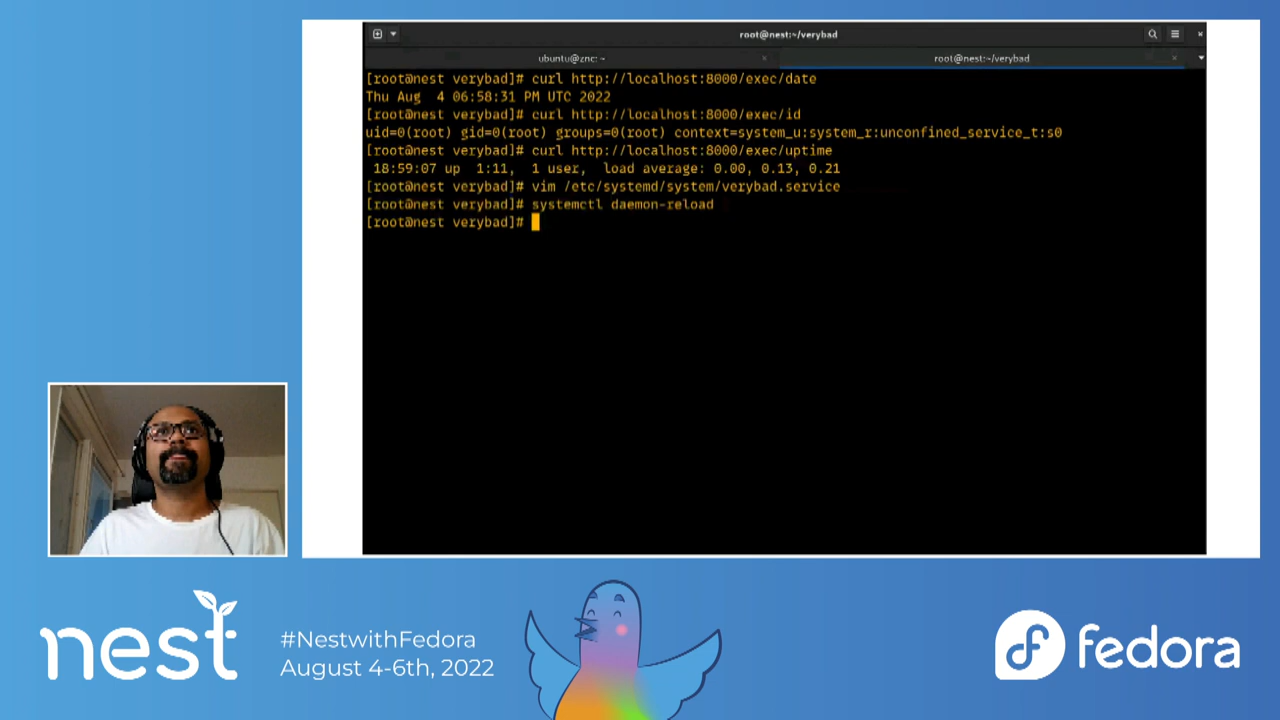 root@nest:~/verybad
ubuntu@znc: ~
root@nest:~/verybad
[root@nest verybad]# curl http://localhost:8000/exec/date
Thu Aug  4 06:58:31 PM UTC 2022
[root@nest verybad]# curl http://localhost:8000/exec/id
uid=0(root) gid=0(root) groups=0(root) context=system_u:system_r:unconfined_service_t:s0
[root@nest verybad]# curl http://localhost:8000/exec/uptime
 18:59:07 up  1:11,  1 user,  load average: 0.00, 0.13, 0.21
[root@nest verybad]# vim /etc/systemd/system/verybad.service
[root@nest verybad]# systemctl daemon-reload
[root@nest verybad]#
nest
#NestwithFedora
August 4-6th, 2022
fedora